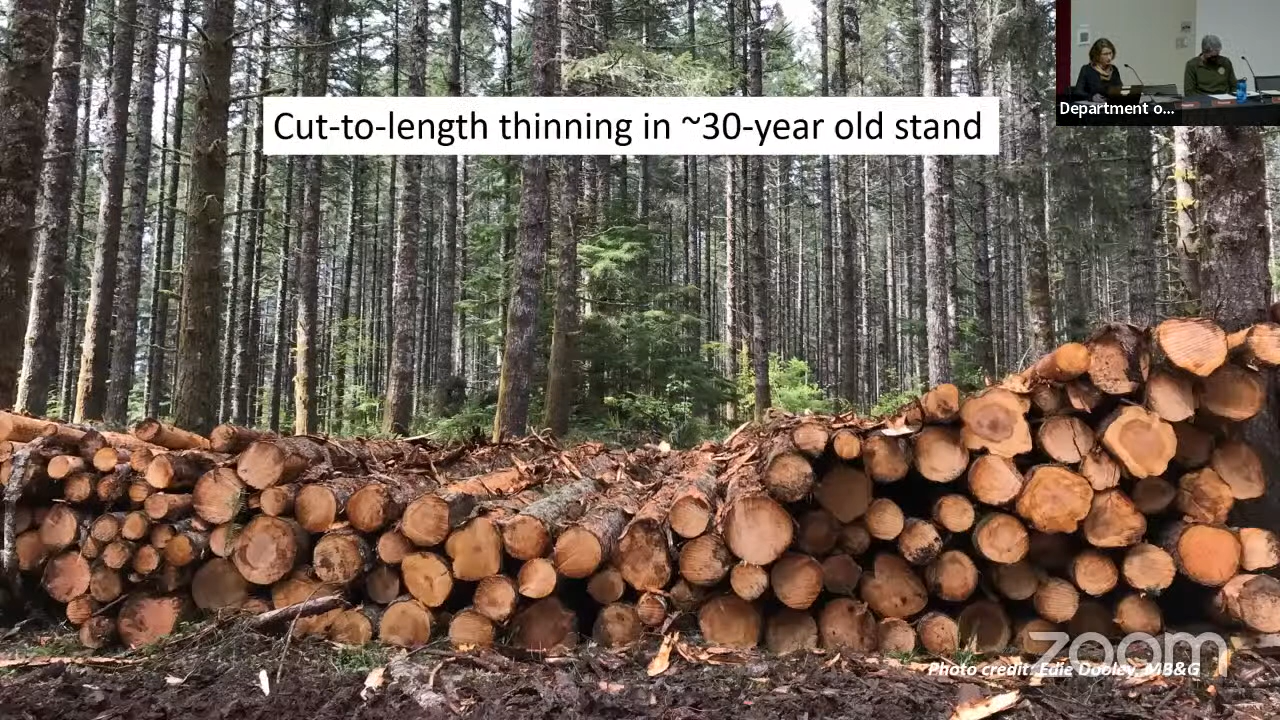 Cut-to-length thinning in ~30-year old stand
Department o...
zoom
Photo credit: Edie Dooley, MB&G